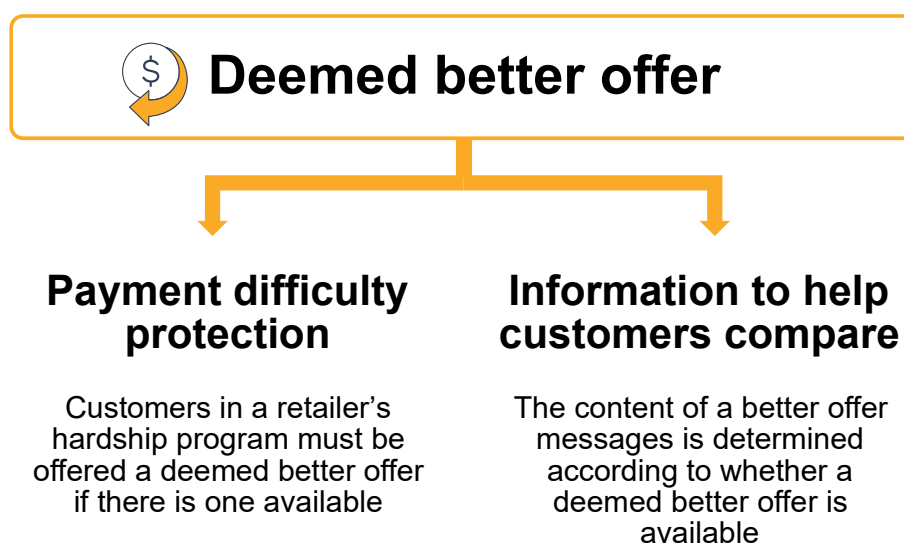 $
Deemed better offer
Payment difficulty
protection
Customers in a retailer’s
hardship program must be
offered a deemed better offer
if there is one available
Information to help
customers compare
The content of a better offer
messages is determined
according to whether a
deemed better offer is
available